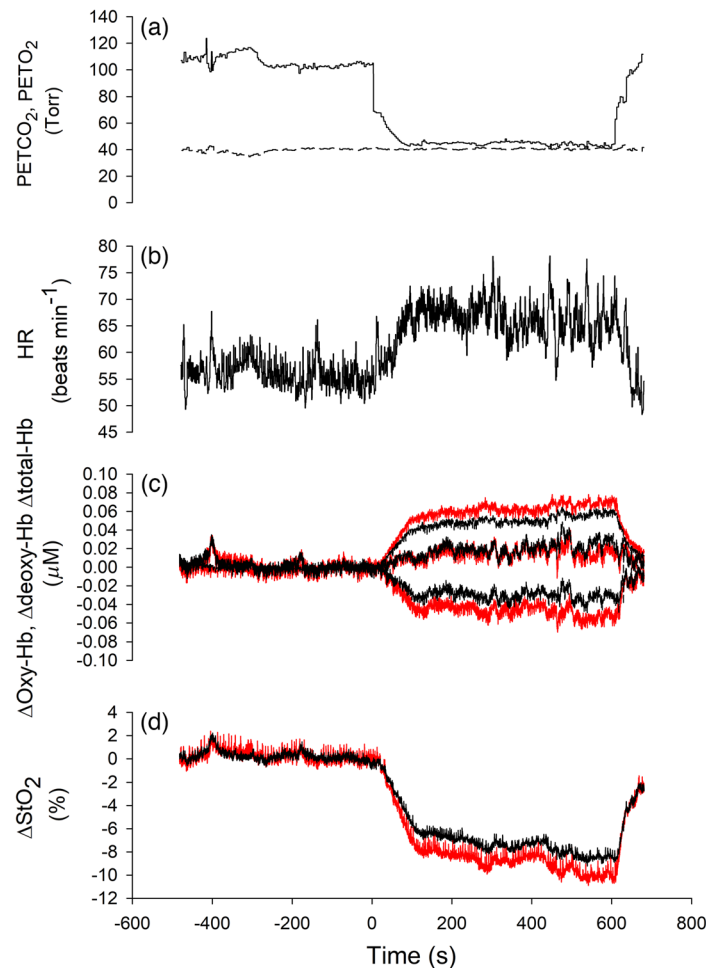 (a)
PETCO2, PETO2
(Torr)
140
120
100
80
60
40
20
0
(b)
HR
(beats min⁻¹)
80
75
70
65
60
55
50
45
(c)
ΔOxy-Hb, Δdeoxy-Hb Δtotal-Hb
(μM)
0.10
0.08
0.06
0.04
0.02
0.00
-0.02
-0.04
-0.06
-0.08
-0.10
(d)
ΔStO2
(%)
4
2
0
-2
-4
-6
-8
-10
-12
-600 -400 -200 0 200 400 600 800
Time (s)